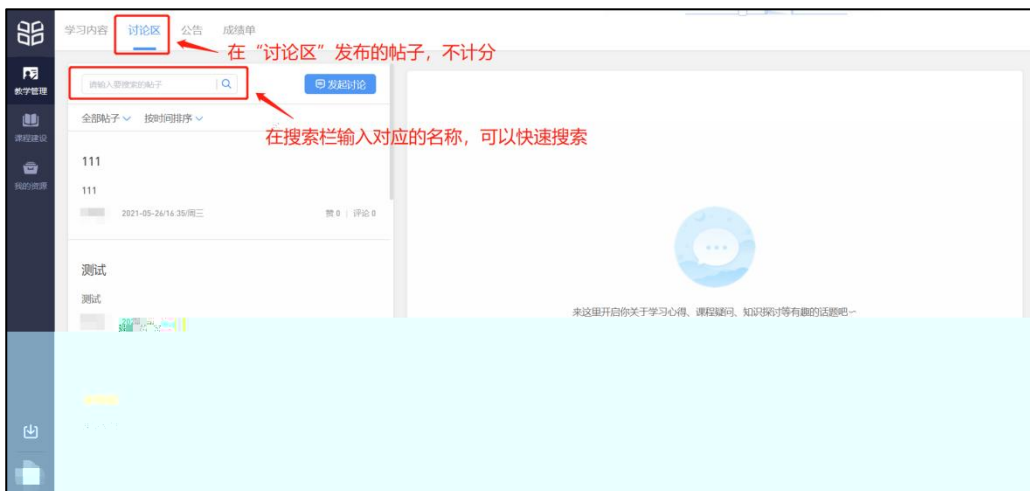 学习内容 讨论区 公告 成绩单
在“讨论区”发布的帖子，不计分
教学管理
课程建设
我的资源
请输入要搜索的帖子
发起讨论
全部帖子 按时间排序
在搜索栏输入对应的名称，可以快速搜索
111
111
2021-05-26/16:35/周三 赞 0 | 评论 0
测试
测试
来这里开启你关于学习心得、课程疑问、知识探讨等有趣的话题吧~